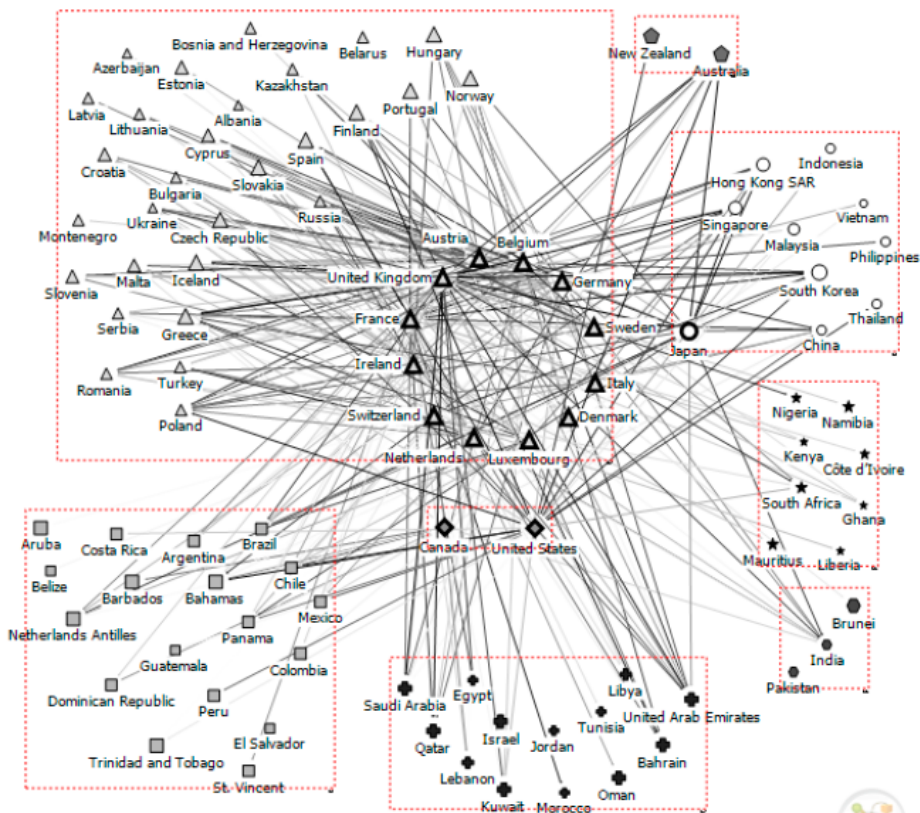 Bosnia and Herzegovina
Belarus
Hungary
New Zealand
Australia
Azerbaijan
Estonia
Kazakhstan
Norway
Portugal
Latvia
Lithuania
Albania
Finland
Cyprus
Spain
Croatia
Slovakia
Bulgaria
Indonesia
Hong Kong SAR
Russia
Ukraine
Montenegro
Czech Republic
Singapore
Vietnam
Malaysia
Philippines
Austria
Belgium
United Kingdom
Germany
Slovenia
Malta
Iceland
South Korea
Serbia
Greece
France
Sweden
Japan
China
Thailand
Ireland
Romania
Turkey
Italy
Poland
Switzerland
Denmark
Netherlands
Luxembourg
Nigeria
Namibia
Kenya
Côte d'Ivoire
South Africa
Ghana
Mauritius
Liberia
Aruba
Costa Rica
Argentina
Brazil
Canada
United States
Belize
Barbados
Bahamas
Chile
Mexico
Netherlands Antilles
Panama
Brunei
India
Pakistan
Guatemala
Colombia
Dominican Republic
Peru
El Salvador
Trinidad and Tobago
St. Vincent
Saudi Arabia
Egypt
Libya
United Arab Emirates
Qatar
Israel
Jordan
Tunisia
Bahrain
Lebanon
Kuwait
Morocco
Oman